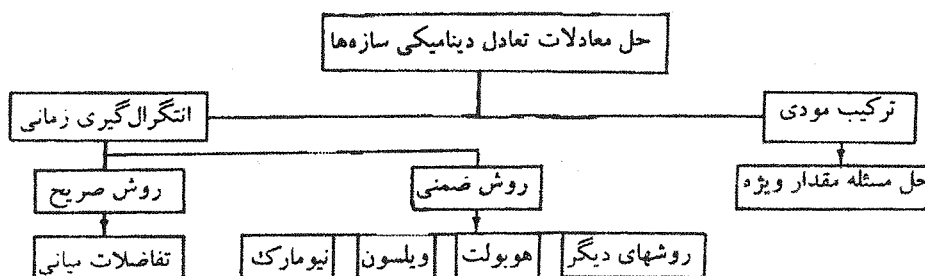 حل معادلات تعادل دینامیکی سازه‌ها
ترکیب مودی
انتگرال‌گیری زمانی
حل مسئله مقدار ویژه
روش ضمنی
روش صریح
روشهای دیگر
هوبولت
ویلسون
نیومارک
تفاضلات میانی